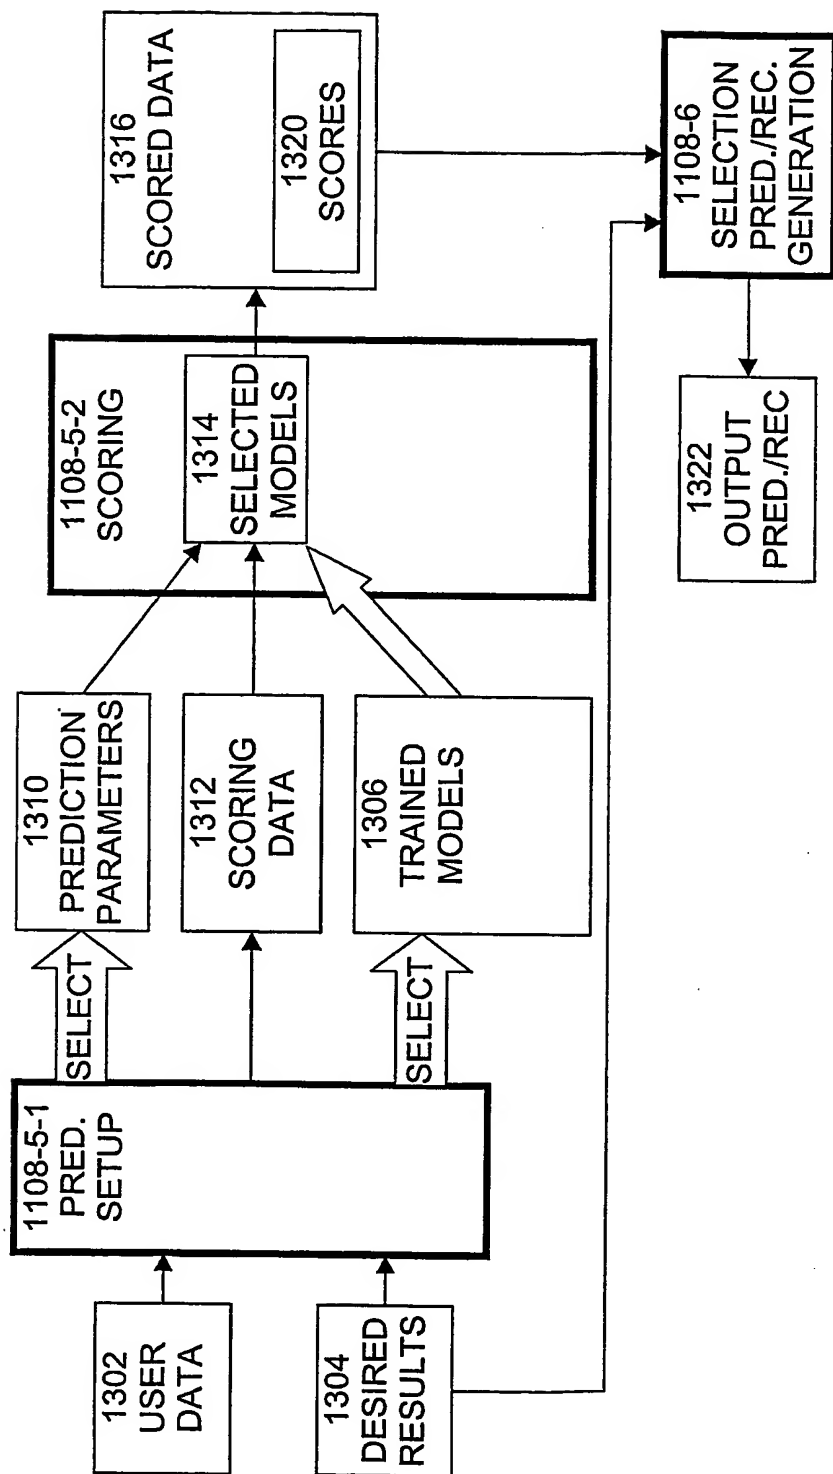 1302
USER
DATA
1304
DESIRED
RESULTS
1108-5-1
PRED.
SETUP
SELECT
SELECT
1310
PREDICTION
PARAMETERS
1312
SCORING
DATA
1306
TRAINED
MODELS
1108-5-2
SCORING
1314
SELECTED
MODELS
1316
SCORED DATA
1320
SCORES
1108-6
SELECTION
PRED./REC.
GENERATION
1322
OUTPUT
PRED./REC